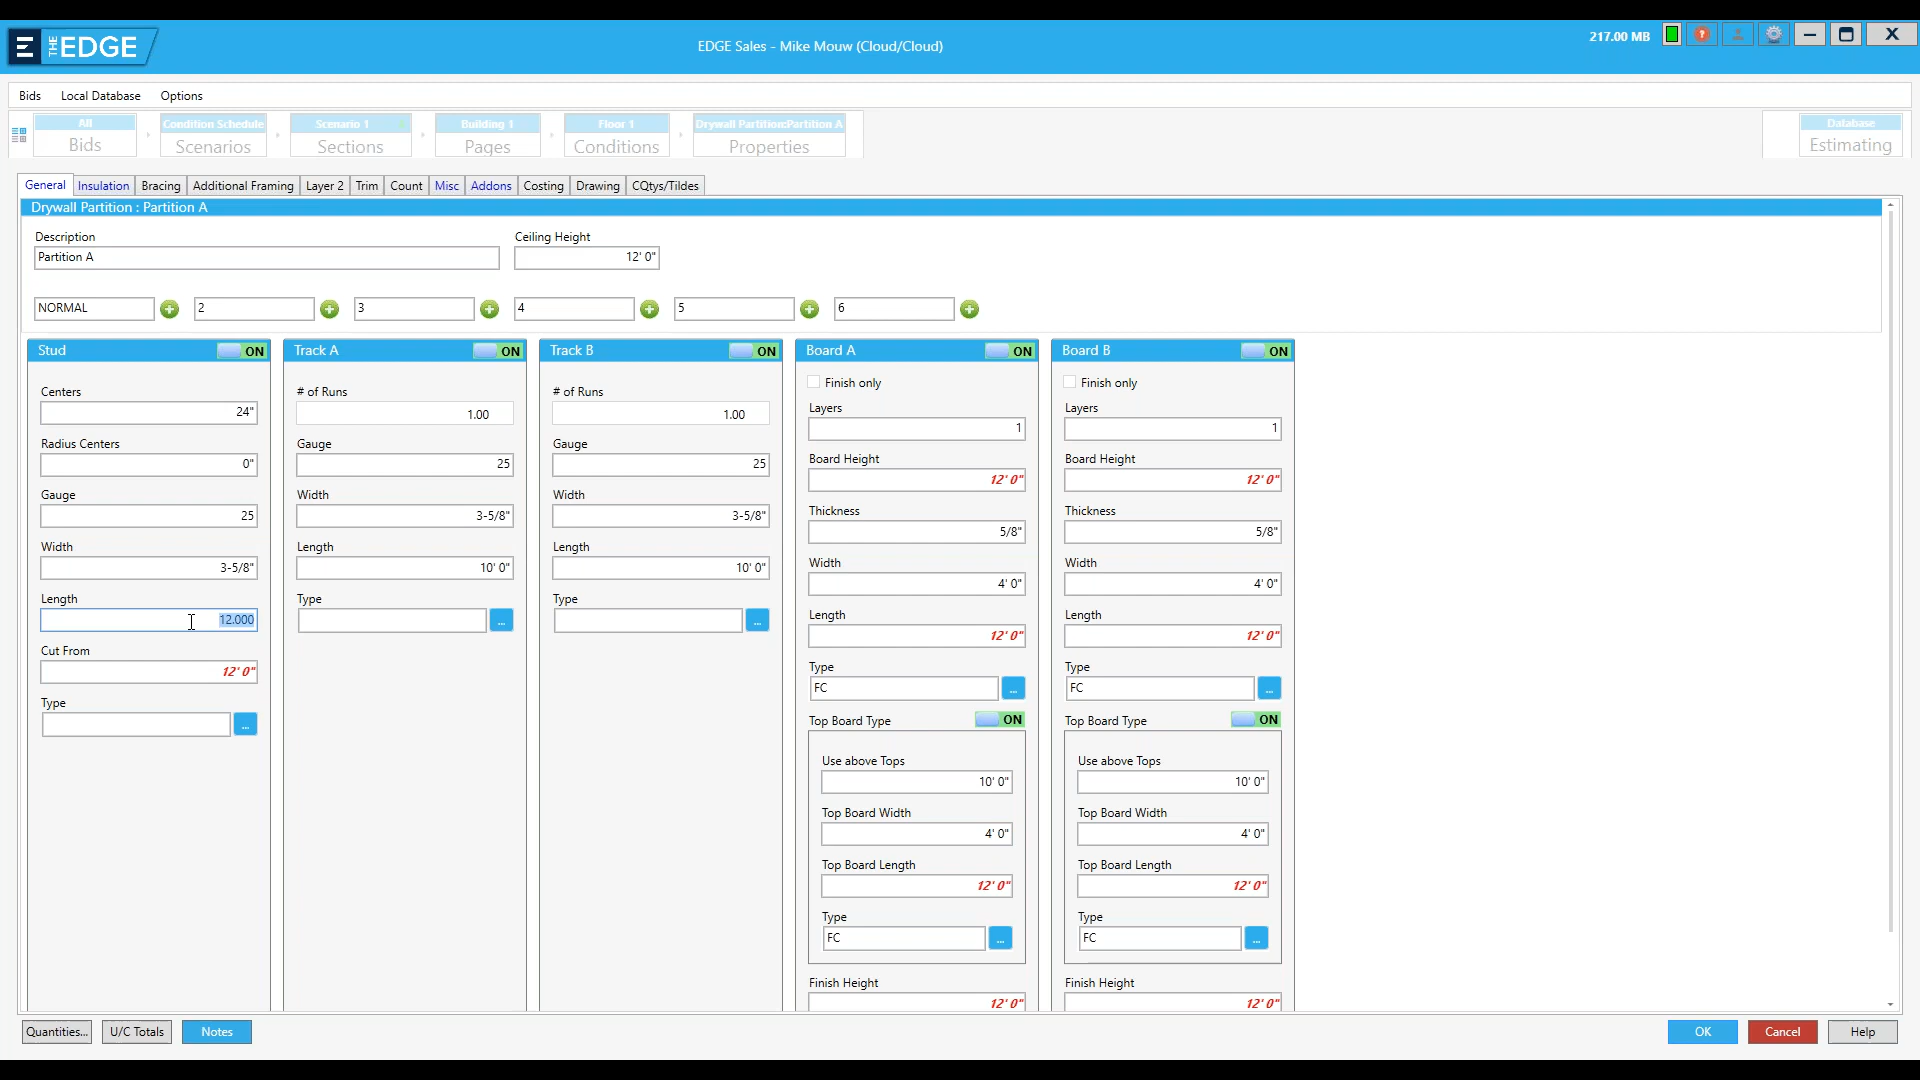 E THE EDGE
EDGE Sales - Mike Mouw (Cloud/Cloud)
217.00 MB
?
X
Bids Local Database Options
All Bids
Condition Schedule Scenarios
Scenario 1 Sections
Building 1 Pages
Floor 1 Conditions
Drywall Partition:Partition A Properties
Database Estimating
General Insulation Bracing Additional Framing Layer 2 Trim Count Misc Addons Costing Drawing CQtys/Tildes
Drywall Partition : Partition A
Description Ceiling Height
Partition A 12' 0"
NORMAL 2 3 4 5 6
Stud ON
Centers
24"
Radius Centers
0"
Gauge
25
Width
3-5/8"
Length
12.000
Cut From
12' 0"
Type
...
Track A ON
# of Runs
1.00
Gauge
25
Width
3-5/8"
Length
10' 0"
Type
...
Track B ON
# of Runs
1.00
Gauge
25
Width
3-5/8"
Length
10' 0"
Type
...
Board A ON
Finish only
Layers
1
Board Height
12' 0"
Thickness
5/8"
Width
4' 0"
Length
12' 0"
Type
FC ...
Top Board Type ON
Use above Tops
10' 0"
Top Board Width
4' 0"
Top Board Length
12' 0"
Type
FC ...
Finish Height
12' 0"
Board B ON
Finish only
Layers
1
Board Height
12' 0"
Thickness
5/8"
Width
4' 0"
Length
12' 0"
Type
FC ...
Top Board Type ON
Use above Tops
10' 0"
Top Board Width
4' 0"
Top Board Length
12' 0"
Type
FC ...
Finish Height
12' 0"
Quantities... U/C Totals Notes OK Cancel Help